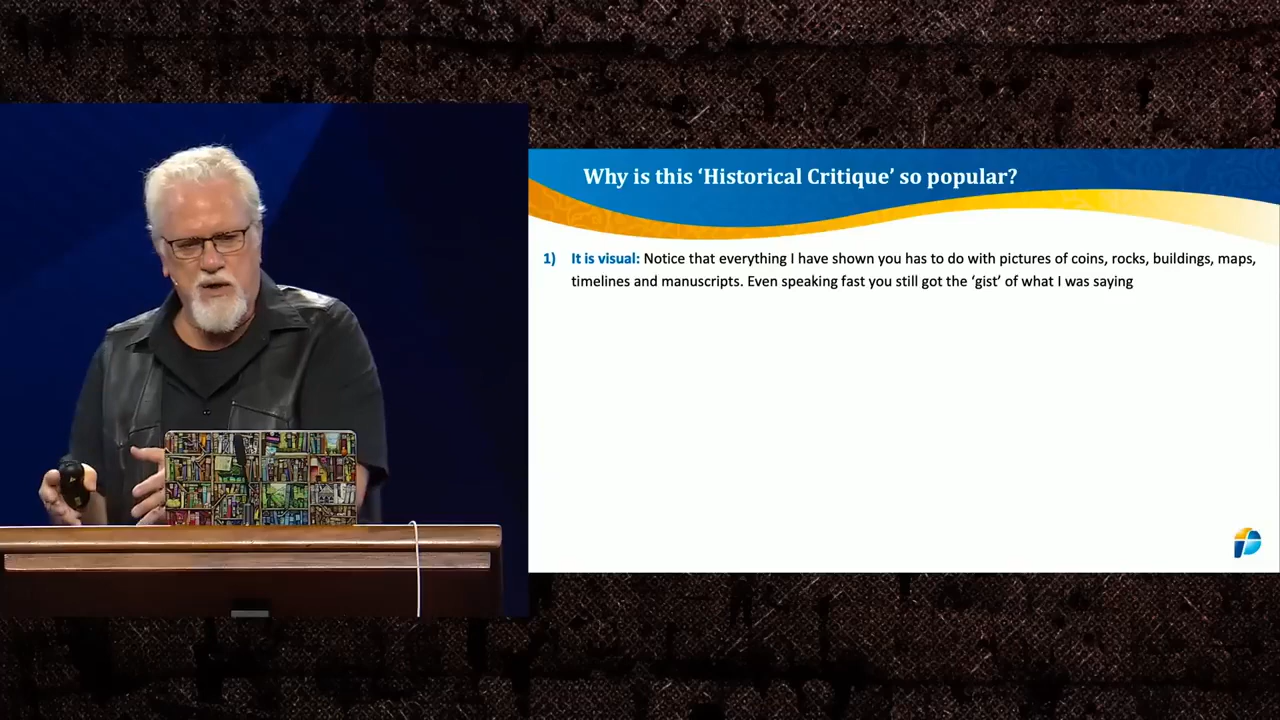 Why is this ‘Historical Critique’ so popular?
1) It is visual: Notice that everything I have shown you has to do with pictures of coins, rocks, buildings, maps,
timelines and manuscripts. Even speaking fast you still got the ‘gist’ of what I was saying